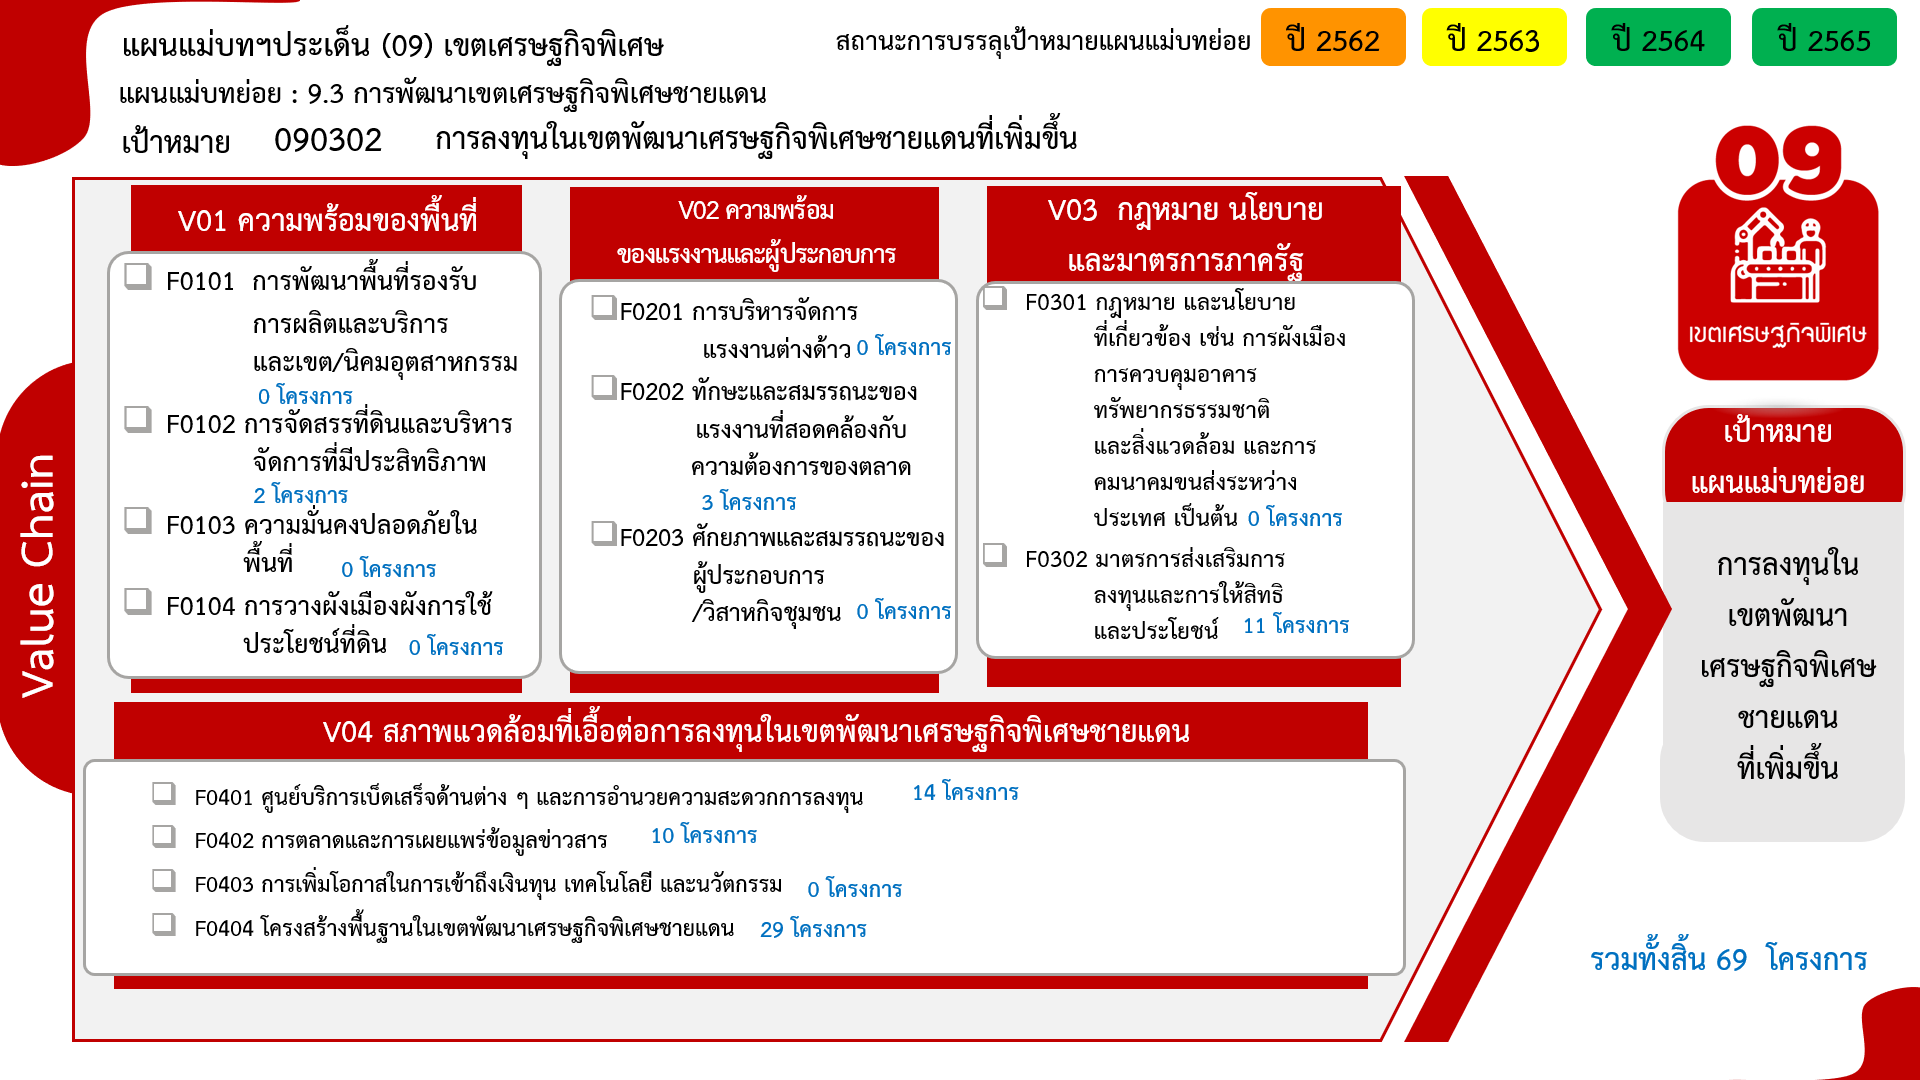 แผนแม่บทฯประเด็น (09) เขตเศรษฐกิจพิเศษ
สถานะการบรรลุเป้าหมายแผนแม่บทย่อย ปี 2562 ปี 2563 ปี 2564 ปี 2565
แผนแม่บทย่อย : 9.3 การพัฒนาเขตเศรษฐกิจพิเศษชายแดน
เป้าหมาย 090302 การลงทุนในเขตพัฒนาเศรษฐกิจพิเศษชายแดนที่เพิ่มขึ้น
Value Chain
V01 ความพร้อมของพื้นที่
F0101 การพัฒนาพื้นที่รองรับ
การผลิตและบริการ
และเขต/นิคมอุตสาหกรรม
0 โครงการ
F0102 การจัดสรรที่ดินและบริหาร
จัดการที่มีประสิทธิภาพ
2 โครงการ
F0103 ความมั่นคงปลอดภัยใน
พื้นที่ 0 โครงการ
F0104 การวางผังเมืองผังการใช้
ประโยชน์ที่ดิน 0 โครงการ
V02 ความพร้อม
ของแรงงานและผู้ประกอบการ
F0201 การบริหารจัดการ
แรงงานต่างด้าว 0 โครงการ
F0202 ทักษะและสมรรถนะของ
แรงงานที่สอดคล้องกับ
ความต้องการของตลาด
3 โครงการ
F0203 ศักยภาพและสมรรถนะของ
ผู้ประกอบการ
/วิสาหกิจชุมชน 0 โครงการ
V03 กฎหมาย นโยบาย
และมาตรการภาครัฐ
F0301 กฎหมาย และนโยบาย
ที่เกี่ยวข้อง เช่น การผังเมือง
การควบคุมอาคาร
ทรัพยากรธรรมชาติ
และสิ่งแวดล้อม และการ
คมนาคมขนส่งระหว่าง
ประเทศ เป็นต้น 0 โครงการ
F0302 มาตรการส่งเสริมการ
ลงทุนและการให้สิทธิ
และประโยชน์ 11 โครงการ
V04 สภาพแวดล้อมที่เอื้อต่อการลงทุนในเขตพัฒนาเศรษฐกิจพิเศษชายแดน
F0401 ศูนย์บริการเบ็ดเสร็จด้านต่าง ๆ และการอำนวยความสะดวกการลงทุน 14 โครงการ
F0402 การตลาดและการเผยแพร่ข้อมูลข่าวสาร 10 โครงการ
F0403 การเพิ่มโอกาสในการเข้าถึงเงินทุน เทคโนโลยี และนวัตกรรม 0 โครงการ
F0404 โครงสร้างพื้นฐานในเขตพัฒนาเศรษฐกิจพิเศษชายแดน 29 โครงการ
09
เขตเศรษฐกิจพิเศษ
เป้าหมาย
แผนแม่บทย่อย
การลงทุนใน
เขตพัฒนา
เศรษฐกิจพิเศษ
ชายแดน
ที่เพิ่มขึ้น
รวมทั้งสิ้น 69 โครงการ